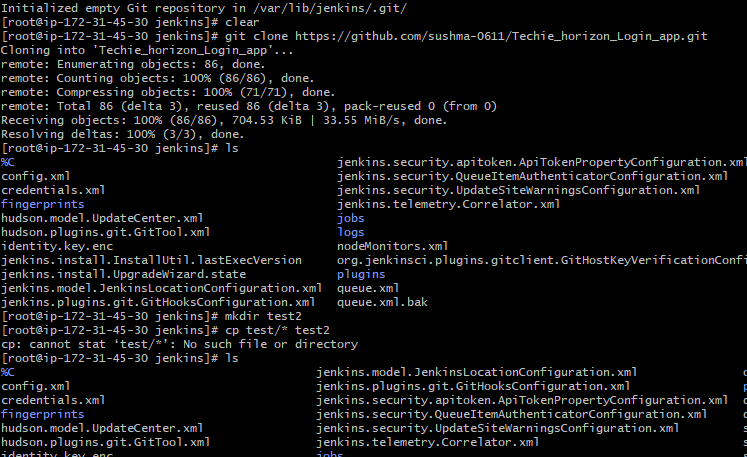 Initialized empty Git repository in /var/lib/jenkins/.git/
[root@ip-172-31-45-30 jenkins]# clear
[root@ip-172-31-45-30 jenkins]# git clone https://github.com/sushma-0611/Techie_horizon_Login_app.git
Cloning into 'Techie_horizon_Login_app'...
remote: Enumerating objects: 86, done.
remote: Counting objects: 100% (86/86), done.
remote: Compressing objects: 100% (71/71), done.
remote: Total 86 (delta 3), reused 86 (delta 3), pack-reused 0 (from 0)
Receiving objects: 100% (86/86), 704.53 KiB | 33.55 MiB/s, done.
Resolving deltas: 100% (3/3), done.
[root@ip-172-31-45-30 jenkins]# ls
%C jenkins.security.apitoken.ApiTokenPropertyConfiguration.xml
config.xml jenkins.security.QueueItemAuthenticatorConfiguration.xml
credentials.xml jenkins.security.UpdateSiteWarningsConfiguration.xml
fingerprints jenkins.telemetry.Correlator.xml
hudson.model.UpdateCenter.xml jobs
hudson.plugins.git.GitTool.xml logs
identity.key.enc nodeMonitors.xml
jenkins.install.InstallUtil.lastExecVersion org.jenkinsci.plugins.gitclient.GitHostKeyVerificationConfi
jenkins.install.UpgradeWizard.state plugins
jenkins.model.JenkinsLocationConfiguration.xml queue.xml
jenkins.plugins.git.GitHooksConfiguration.xml queue.xml.bak
[root@ip-172-31-45-30 jenkins]# mkdir test2
[root@ip-172-31-45-30 jenkins]# cp test/* test2
cp: cannot stat ‘test/*’: No such file or directory
[root@ip-172-31-45-30 jenkins]# ls
%C jenkins.model.JenkinsLocationConfiguration.xml
config.xml jenkins.plugins.git.GitHooksConfiguration.xml
credentials.xml jenkins.security.apitoken.ApiTokenPropertyConfiguration.xml
fingerprints jenkins.security.QueueItemAuthenticatorConfiguration.xml
hudson.model.UpdateCenter.xml jenkins.security.UpdateSiteWarningsConfiguration.xml
hudson.plugins.git.GitTool.xml jenkins.telemetry.Correlator.xml
identity.key.enc jobs